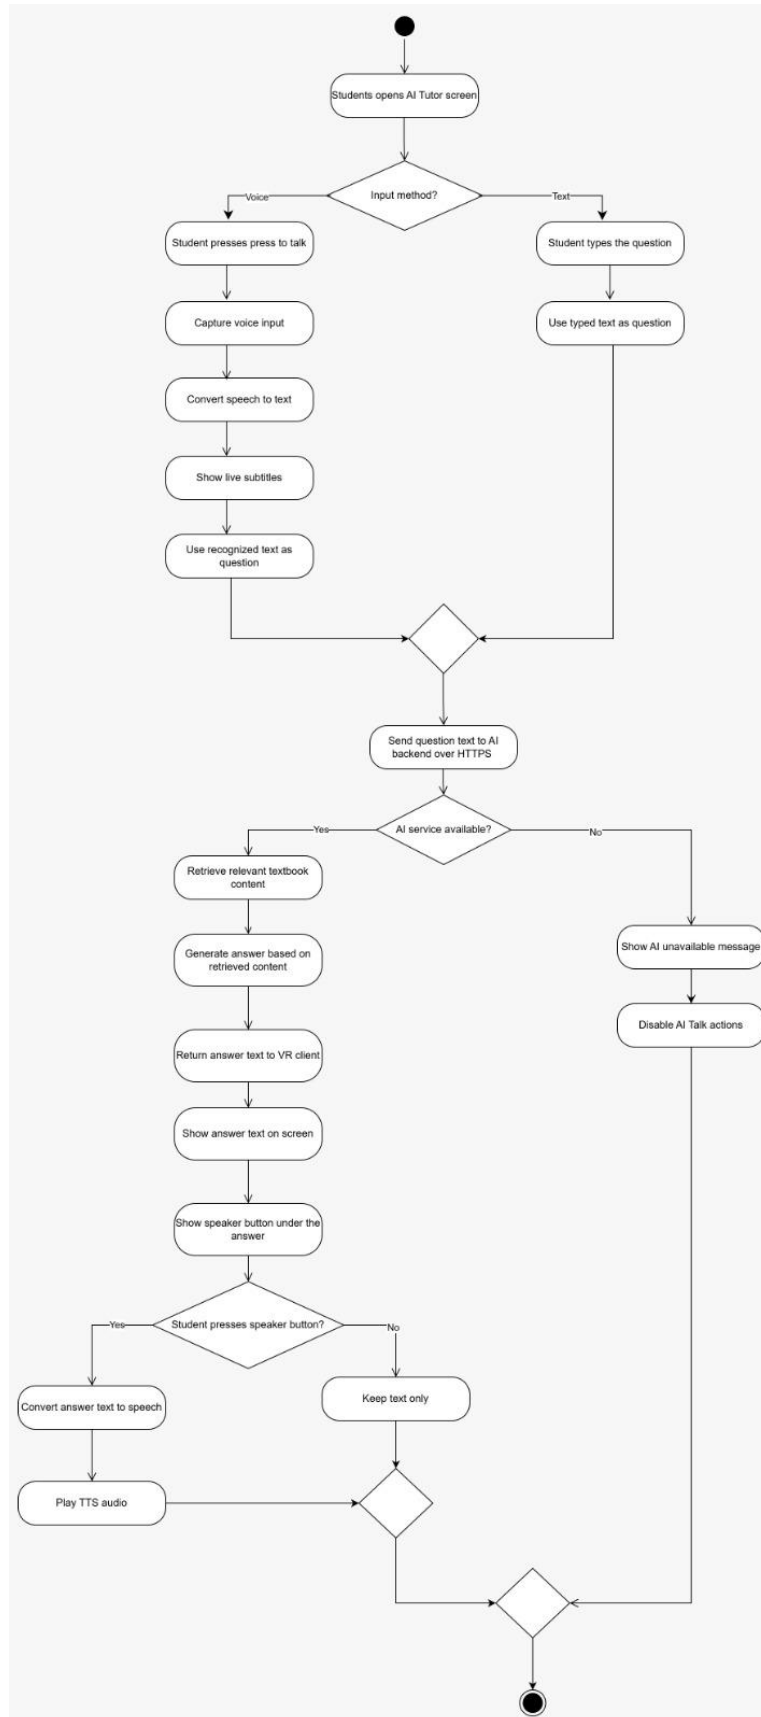 Students opens AI Tutor screen
Input method?
Voice
Text
Student presses press to talk
Student types the question
Capture voice input
Use typed text as question
Convert speech to text
Show live subtitles
Use recognized text as
question
Send question text to AI
backend over HTTPS
AI service available?
Yes
No
Retrieve relevant textbook
content
Show AI unavailable message
Generate answer based on
retrieved content
Disable AI Talk actions
Return answer text to VR client
Show answer text on screen
Show speaker button under the
answer
Student presses speaker button?
Yes
No
Convert answer text to speech
Keep text only
Play TTS audio